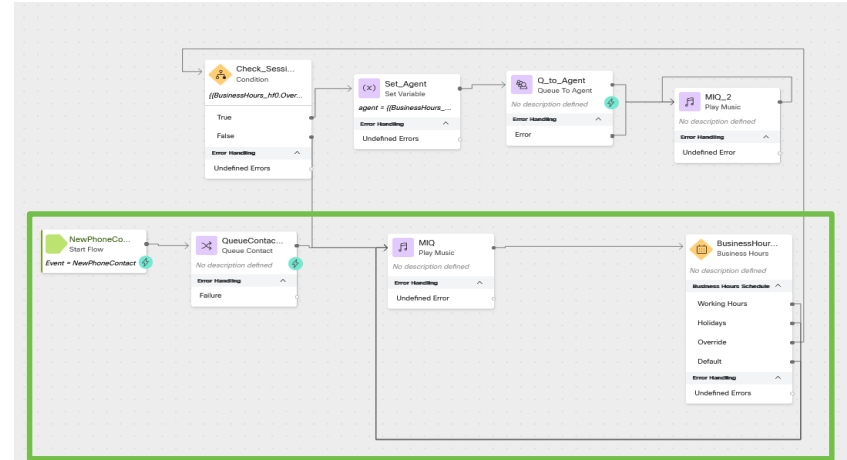 Check_Sessi...
Condition
{{BusinessHours_hf0.Over...
True
False
Error Handling
Undefined Errors
(x)
Set_Agent
Set Variable
agent = {{BusinessHours_...
Error Handling
Undefined Errors
Q_to_Agent
Queue To Agent
No description defined
Error Handling
Error
MIQ_2
Play Music
No description defined
Error Handling
Undefined Error
NewPhoneCo...
Start Flow
Event = NewPhoneContact
QueueContac...
Queue Contact
No description defined
Error Handling
Failure
MIQ
Play Music
No description defined
Error Handling
Undefined Error
BusinessHour...
Business Hours
No description defined
Business Hours Schedule
Working Hours
Holidays
Override
Default
Error Handling
Undefined Errors